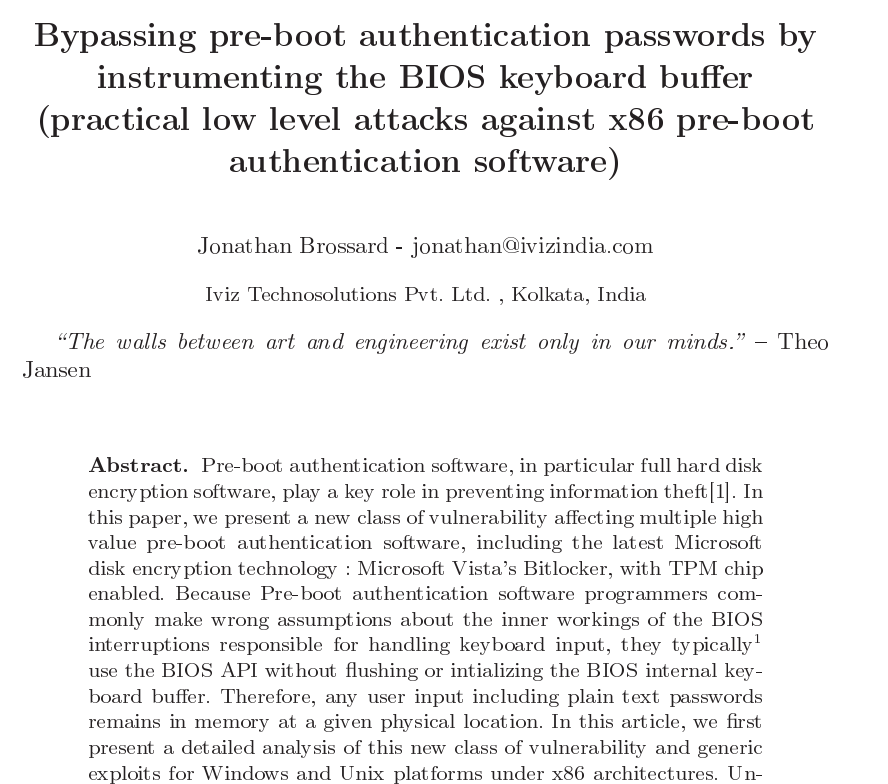 Bypassing pre-boot authentication passwords by
instrumenting the BIOS keyboard buffer
(practical low level attacks against x86 pre-boot
authentication software)
Jonathan Brossard - jonathan@ivizindia.com
Iviz Technosolutions Pvt. Ltd. , Kolkata, India
“The walls between art and engineering exist only in our minds.” – Theo
Jansen
Abstract. Pre-boot authentication software, in particular full hard disk
encryption software, play a key role in preventing information theft[1]. In
this paper, we present a new class of vulnerability affecting multiple high
value pre-boot authentication software, including the latest Microsoft
disk encryption technology : Microsoft Vista’s Bitlocker, with TPM chip
enabled. Because Pre-boot authentication software programmers com-
monly make wrong assumptions about the inner workings of the BIOS
interruptions responsible for handling keyboard input, they typically¹
use the BIOS API without flushing or intializing the BIOS internal key-
board buffer. Therefore, any user input including plain text passwords
remains in memory at a given physical location. In this article, we first
present a detailed analysis of this new class of vulnerability and generic
exploits for Windows and Unix platforms under x86 architectures. Un-